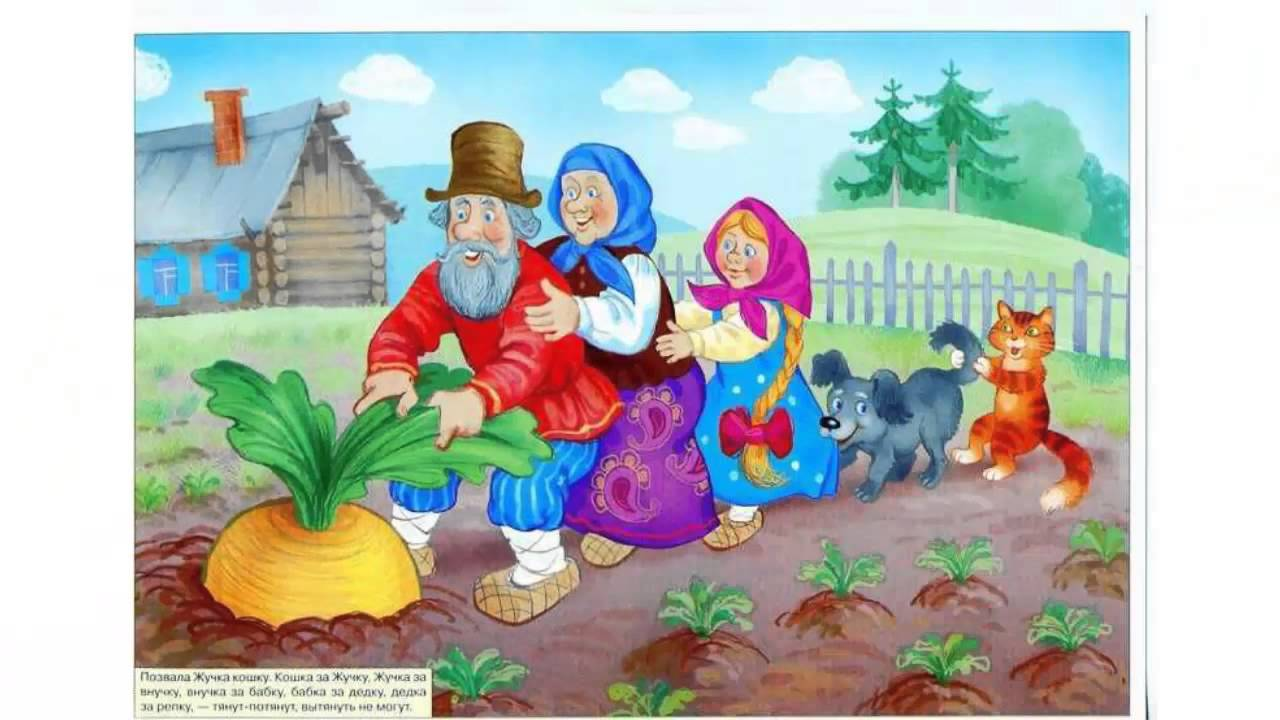 Позвала Жучка кошку. Кошка за Жучку, Жучка за
внучку, внучка за бабку, бабка за дедку, дедка
за репку, — тянут-потянут, вытянуть не могут.